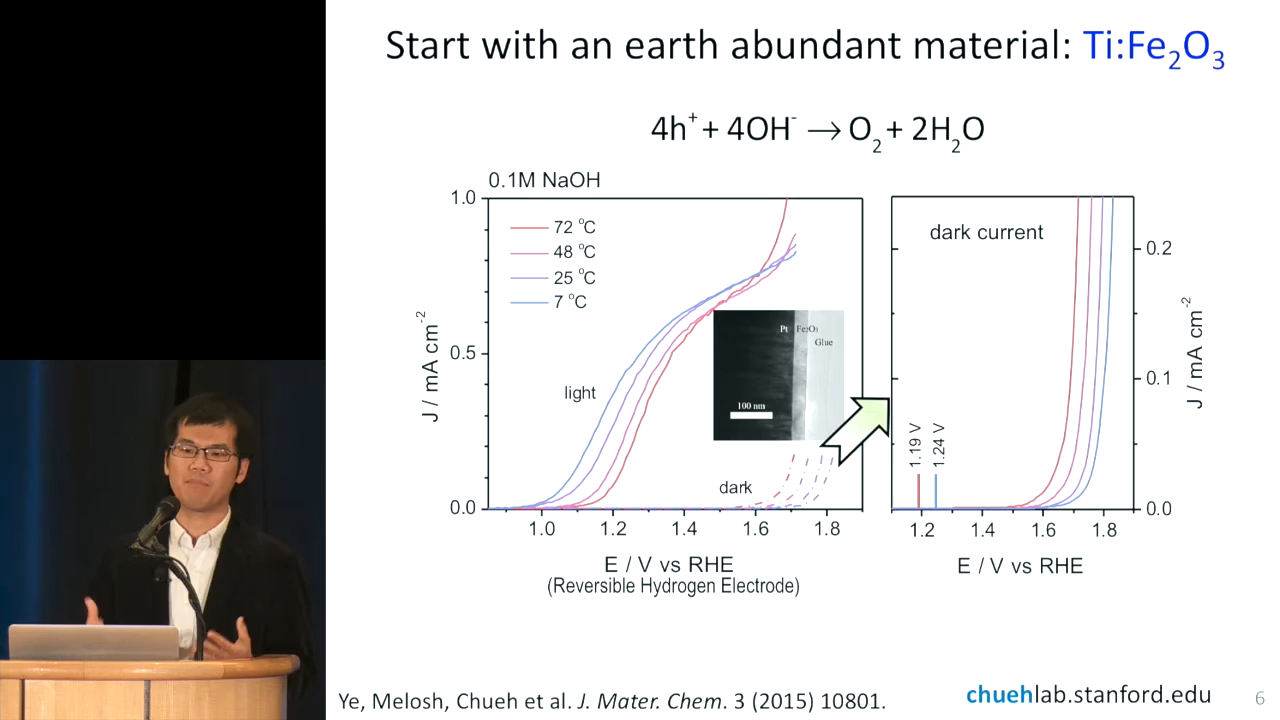 Start with an earth abundant material: Ti:Fe₂O₃
4h⁺ + 4OH⁻ → O₂ + 2H₂O
0.1M NaOH
1.0
0.5
0.0
J / mA cm⁻²
72 °C
48 °C
25 °C
7 °C
light
dark
Pt
Fe₂O₃
Glue
100 nm
1.0 1.2 1.4 1.6 1.8
E / V vs RHE
(Reversible Hydrogen Electrode)
dark current
1.19 V
1.24 V
0.2
0.1
0.0
J / mA cm⁻²
1.2 1.4 1.6 1.8
E / V vs RHE
Ye, Melosh, Chueh et al. J. Mater. Chem. 3 (2015) 10801.
chuehlab.stanford.edu
6